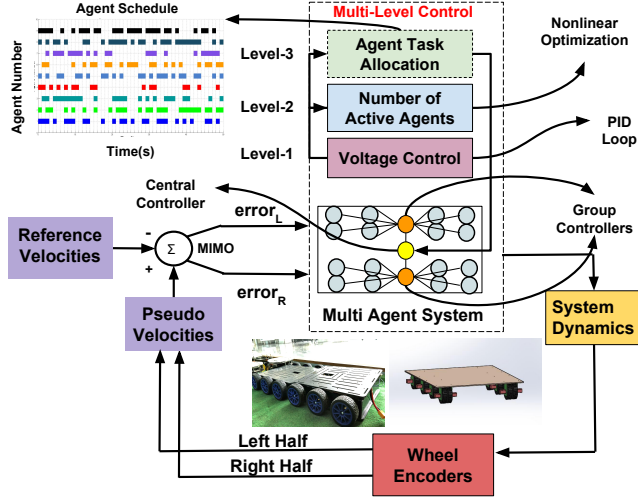 Agent Schedule
Agent Number
Time(s)
Multi-Level Control
Level-3
Agent Task
Allocation
Level-2
Number of
Active Agents
Level-1
Voltage Control
Nonlinear
Optimization
PID
Loop
Central
Controller
Group
Controllers
Reference
Velocities
-
+
Σ
MIMO
error_L
error_R
Multi Agent System
Pseudo
Velocities
System
Dynamics
Left Half
Right Half
Wheel
Encoders